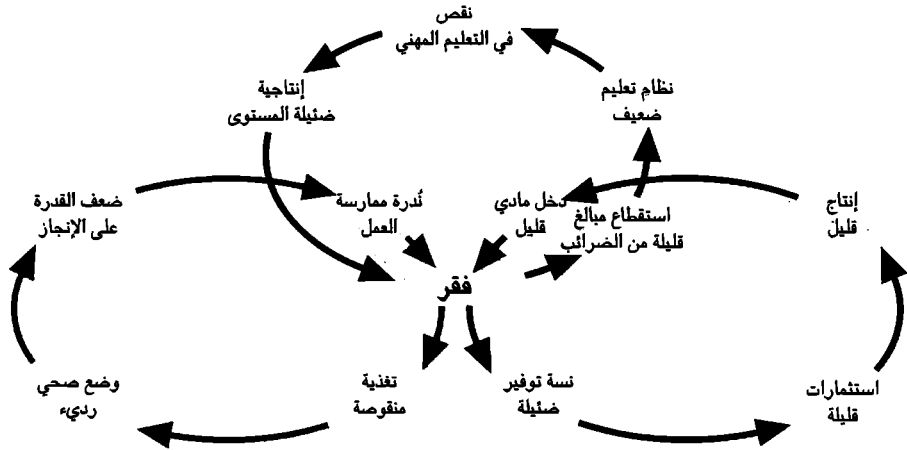 نقص
في التعليم المهني
نظام تعليم
ضعيف
إنتاجية
ضئيلة المستوى
إنتاج
قليل
استقطاع مبالغ
قليلة من الضرائب
دخل مادي
قليل
نُدرة ممارسة
العمل
ضعف القدرة
على الإنجاز
فقر
استثمارات
قليلة
نسة توفير
ضئيلة
تغذية
منقوصة
وضع صحي
رديء